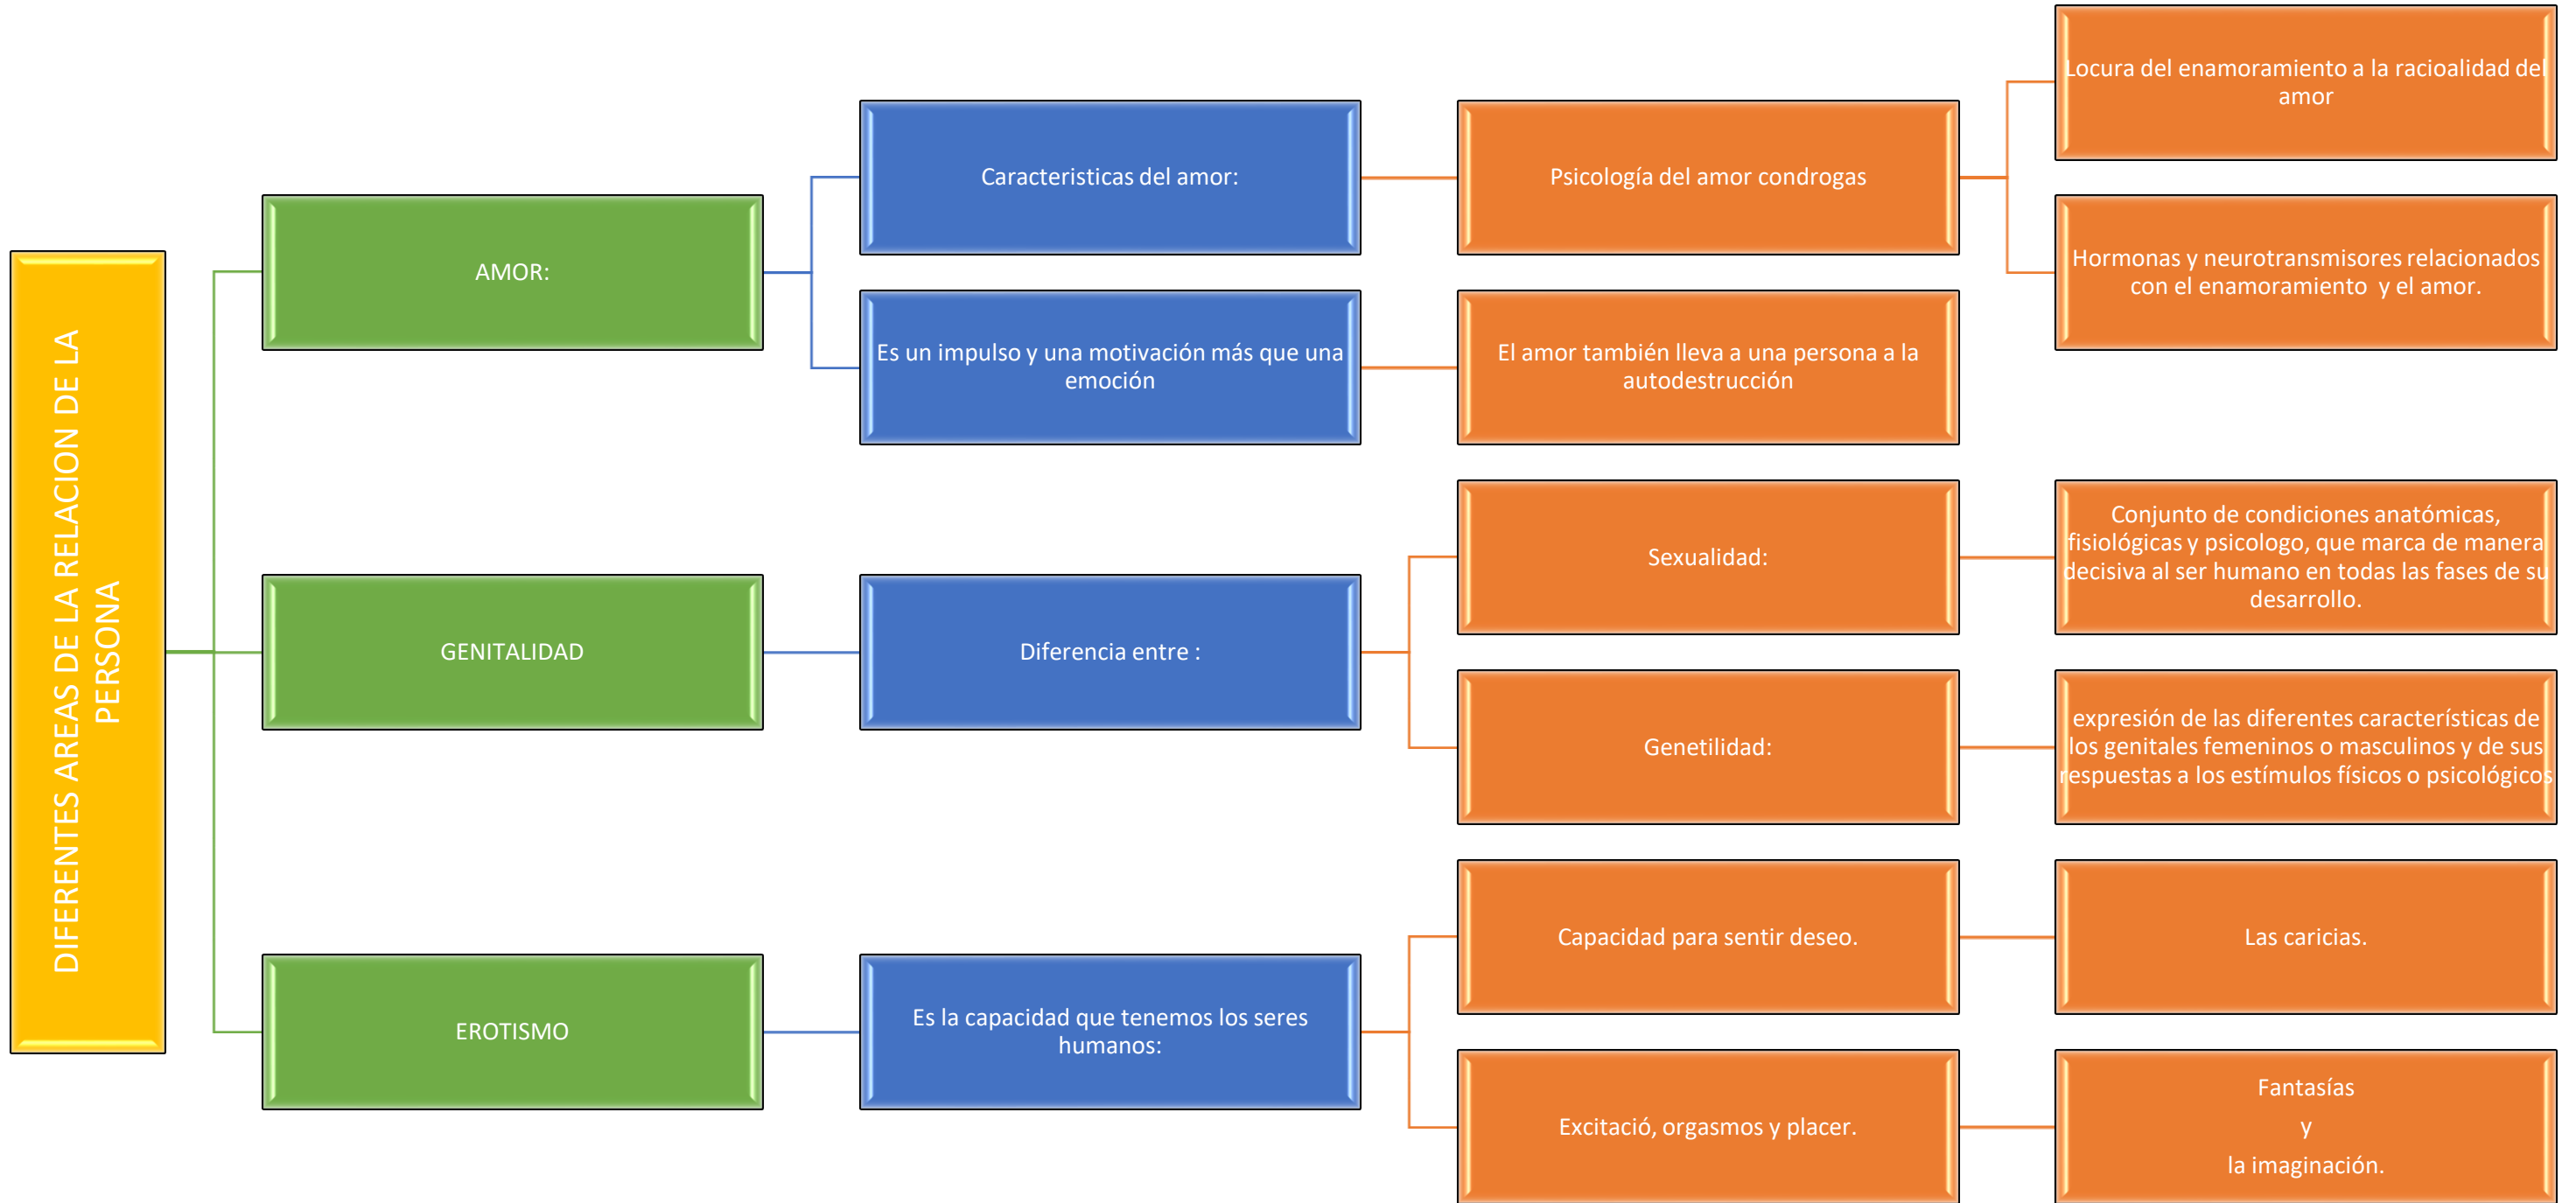 DIFERENTES AREAS DE LA RELACION DE LA
PERSONA
AMOR:
Caracteristicas del amor:
Psicología del amor condrogas
Locura del enamoramiento a la racioalidad del
amor
Hormonas y neurotransmisores relacionados
con el enamoramiento y el amor.
Es un impulso y una motivación más que una
emoción
El amor también lleva a una persona a la
autodestrucción
GENITALIDAD
Diferencia entre :
Sexualidad:
Conjunto de condiciones anatómicas,
fisiológicas y psicologo, que marca de manera
decisiva al ser humano en todas las fases de su
desarrollo.
Genetilidad:
expresión de las diferentes característicás de
los genitales femeninos o masculinos y de sus
respuestas a los estímulos físicos o psicológicos
EROTISMO
Es la capacidad que tenemos los seres
humanos:
Capacidad para sentir deseo.
Las caricias.
Excitació, orgasmos y placer.
Fantasías
y
la imaginación.